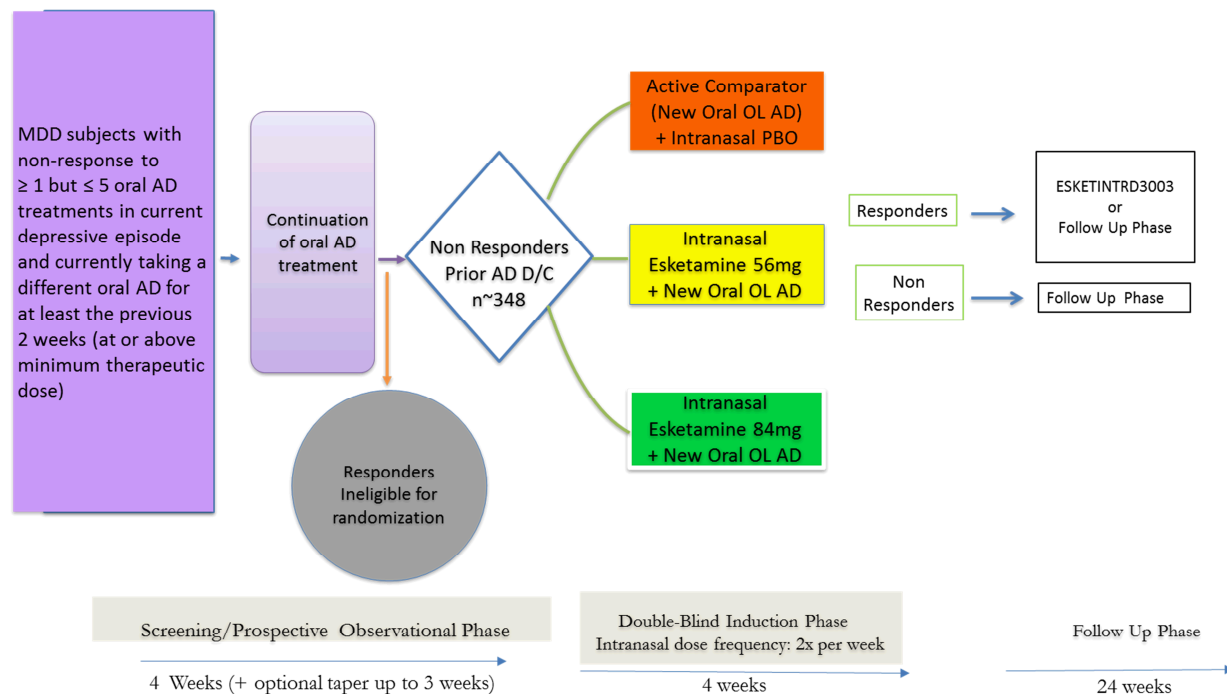 MDD subjects with
non-response to
≥ 1 but ≤ 5 oral AD
treatments in current
depressive episode
and currently taking a
different oral AD for
at least the previous
2 weeks (at or above
minimum therapeutic
dose)
Continuation
of oral AD
treatment
Responders
Ineligible for
randomization
Non Responders
Prior AD D/C
n~348
Active Comparator
(New Oral OL AD)
+ Intranasal PBO
Intranasal
Esketamine 56mg
+ New Oral OL AD
Intranasal
Esketamine 84mg
+ New Oral OL AD
Responders
ESKETINTRD3003
or
Follow Up Phase
Non
Responders
Follow Up Phase
Screening/Prospective Observational Phase
4 Weeks (+ optional taper up to 3 weeks)
Double-Blind Induction Phase
Intranasal dose frequency: 2x per week
4 weeks
Follow Up Phase
24 weeks